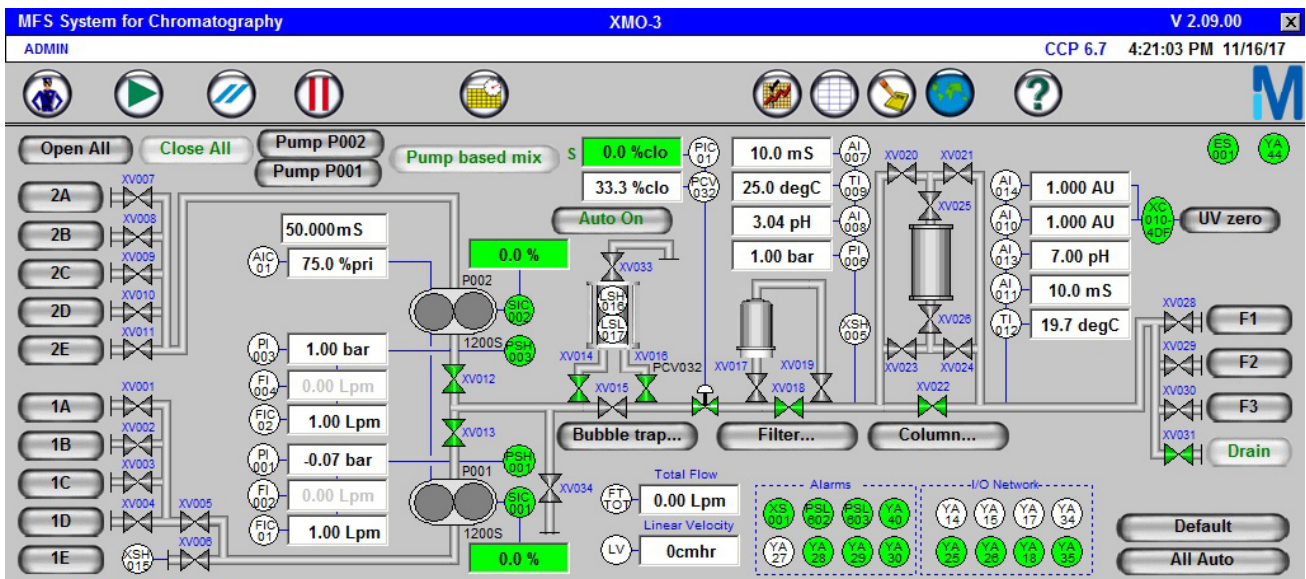 MFS System for Chromatography XMO-3 V 2.09.00 X
ADMIN CCP 6.7 4:21:03 PM 11/16/17
? M
Open All Close All Pump P002 Pump based mix S 0.0 %clo PIC 01 10.0 mS AI 007 XV020 XV021 ES 001 YA 44
Pump P001 33.3 %clo PCV 032 25.0 degC TI 009 AI 014 1.000 AU
2A XV007 Auto On 3.04 pH AI 008 XV025 AI 010 1.000 AU XC 010- 4DF UV zero
2B XV008 50.000mS 0.0 % 1.00 bar PI 006 AI 013 7.00 pH
2C XV009 AIC 01 75.0 %pri XV033 AI 011 10.0 mS
2D XV010 P002 SIC 002 LSH 016 LSL 017 XSH 005 XV026 TI 012 19.7 degC XV028 F1
2E XV011 1200S
PI 003 1.00 bar PSH 003 XV014 XV016 PCV032 XV017 XV019 XV023 XV024 XV029 F2
FI 004 0.00 Lpm XV012 XV015 XV018 XV022 XV030 F3
1A XV001 FIC 02 1.00 Lpm
1B XV002 XV013 Bubble trap... Filter... Column... XV031 Drain
1C XV003 PI 001 -0.07 bar PSH 001
FI 002 0.00 Lpm P001 SIC 001 XV034 Total Flow
1D XV004 XV005 FT TOT 0.00 Lpm Alarms I/O Network
XS 001 PSL 602 PSL 603 YA 40 YA 14 YA 15 YA 17 YA 34
FIC 01 1.00 Lpm 1200S Linear Velocity Default
1E XSH 015 XV006 0.0 % LV 0cmhr YA 27 YA 28 YA 29 YA 30 YA 25 YA 26 YA 18 YA 35 All Auto